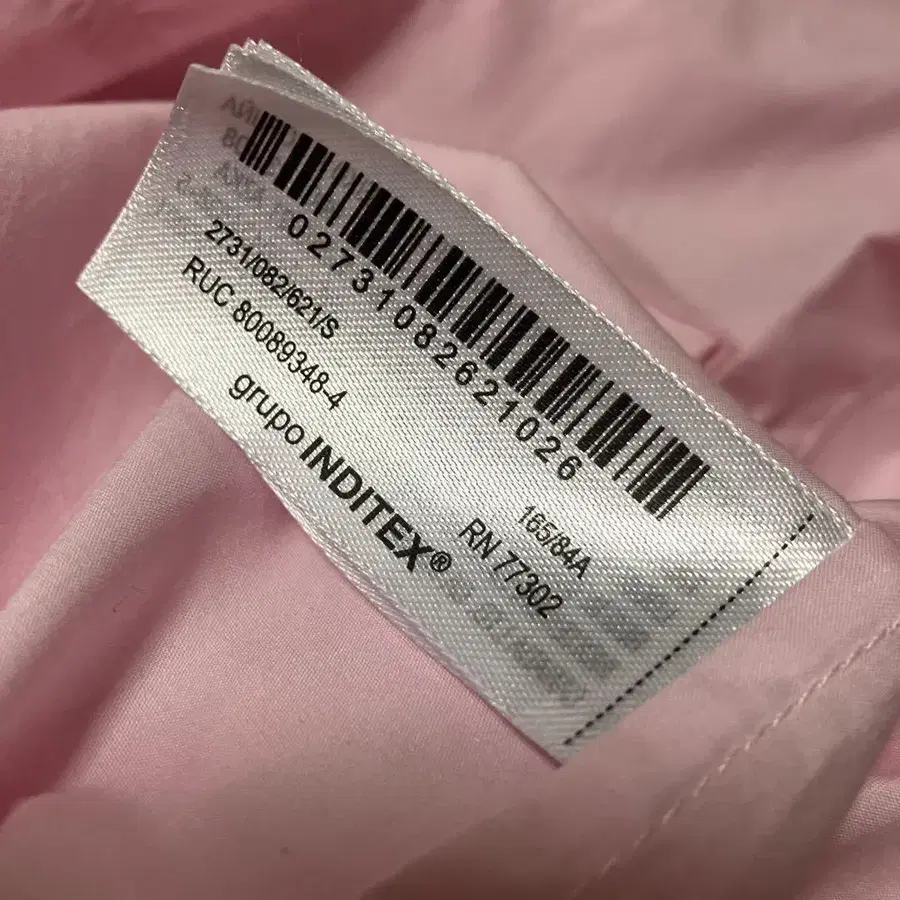 02731082621026
2731/082/621/S
165/84A
RUC 80089348-4
RN 77302
grupo INDITEX®